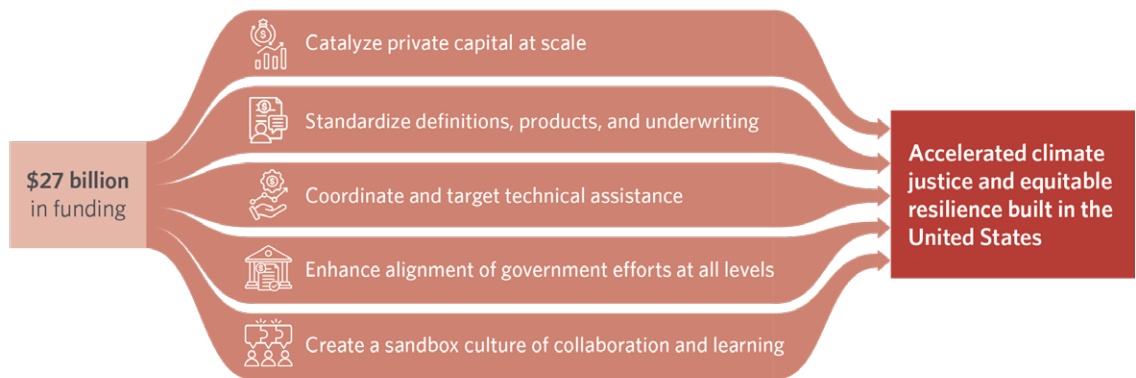 $27 billion
in funding
Catalyze private capital at scale
Standardize definitions, products, and underwriting
Coordinate and target technical assistance
Enhance alignment of government efforts at all levels
Create a sandbox culture of collaboration and learning
Accelerated climate
justice and equitable
resilience built in the
United States